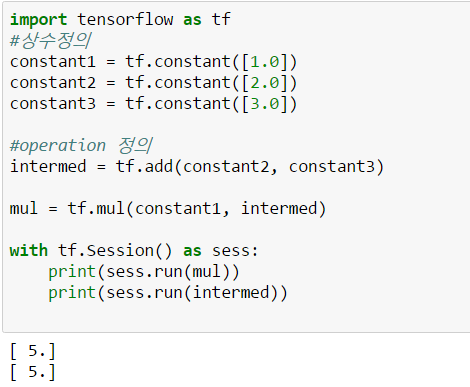 import tensorflow as tf
#상수정의
constant1 = tf.constant([1.0])
constant2 = tf.constant([2.0])
constant3 = tf.constant([3.0])

#operation 정의
intermed = tf.add(constant2, constant3)

mul = tf.mul(constant1, intermed)

with tf.Session() as sess:
    print(sess.run(mul))
    print(sess.run(intermed))

[ 5.]
[ 5.]